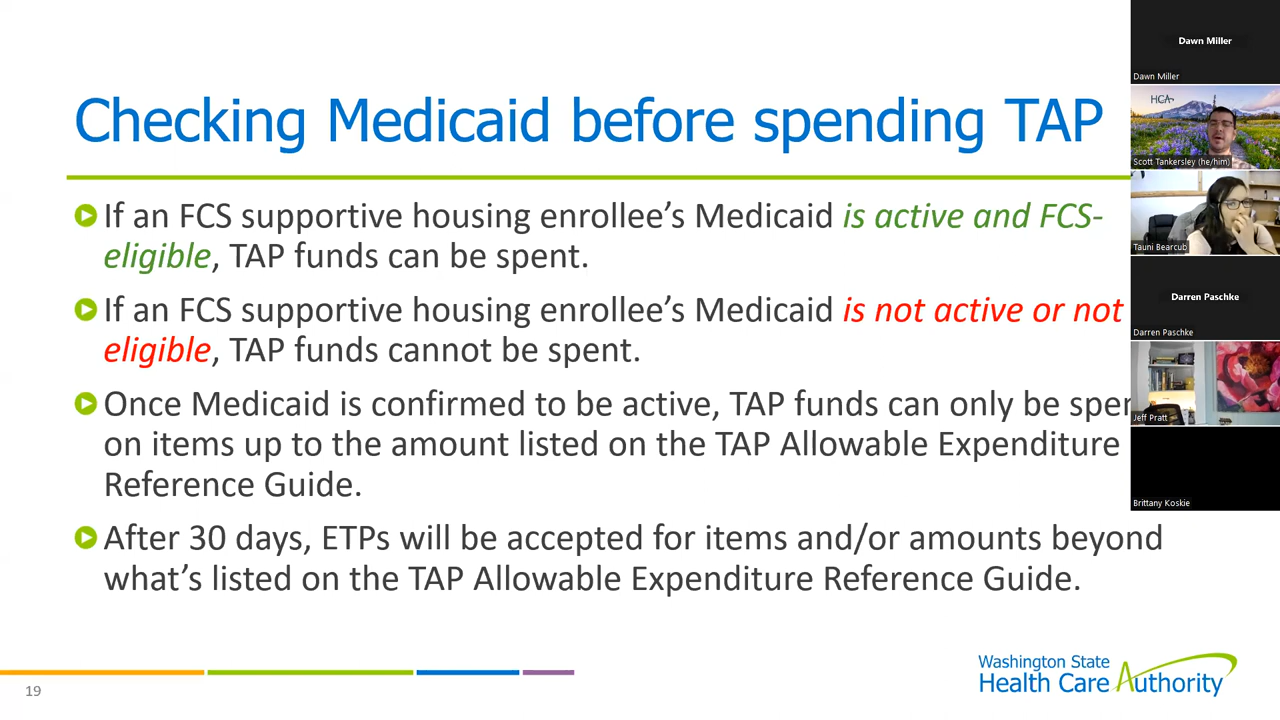 Checking Medicaid before spending TAP
If an FCS supportive housing enrollee's Medicaid is active and FCS-
eligible, TAP funds can be spent.
If an FCS supportive housing enrollee's Medicaid is not active or not
eligible, TAP funds cannot be spent.
Once Medicaid is confirmed to be active, TAP funds can only be
on items up to the amount listed on the TAP Allowable Expenditure
Reference Guide.
After 30 days, ETPs will be accepted for items and/or amounts beyond
what's listed on the TAP Allowable Expenditure Reference Guide.
19
Washington State
Health Care Authority
Dawn Miller
Dawn Miller
HCA
Scott Tankersley (he/him)
Tauni Bearcub
Darren Paschke
Darren Paschke
Jeff Pratt
Brittany Koskie